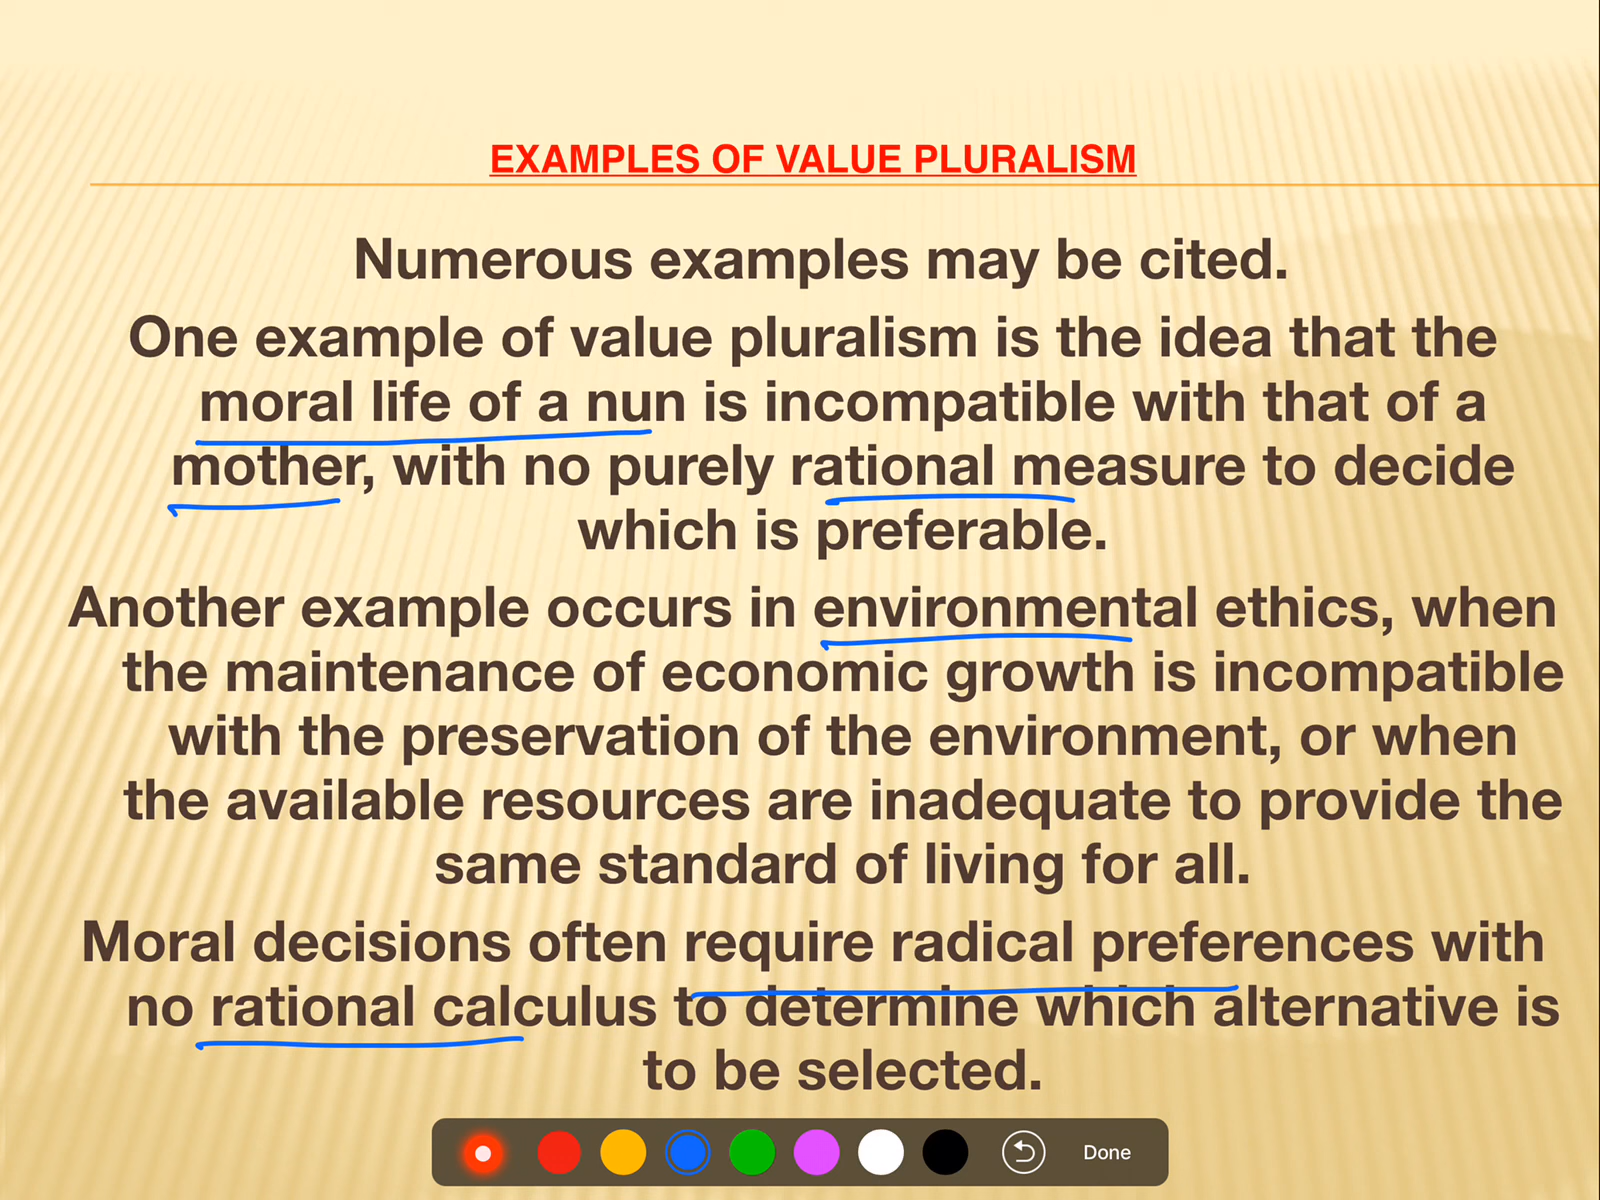 EXAMPLES OF VALUE PLURALISM
Numerous examples may be cited.
One example of value pluralism is the idea that the
moral life of a nun is incompatible with that of a
mother, with no purely rational measure to decide
which is preferable.
Another example occurs in environmental ethics, when
the maintenance of economic growth is incompatible
with the preservation of the environment, or when
the available resources are inadequate to provide the
same standard of living for all.
Moral decisions often require radical preferences with
no rational calculus to determine which alternative is
to be selected.
Done